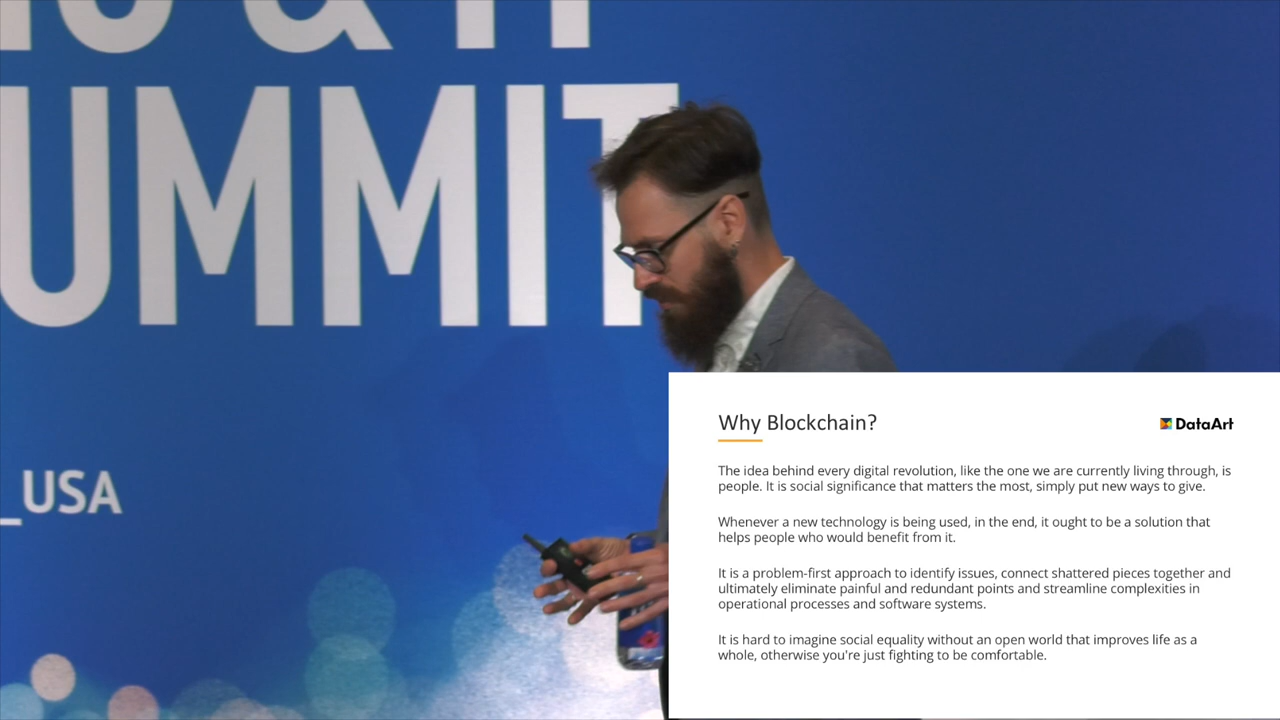 & IT
UMMIT
_USA
Why Blockchain?
DataArt
The idea behind every digital revolution, like the one we are currently living through, is
people. It is social significance that matters the most, simply put new ways to give.
Whenever a new technology is being used, in the end, it ought to be a solution that
helps people who would benefit from it.
It is a problem-first approach to identify issues, connect shattered pieces together and
ultimately eliminate painful and redundant points and streamline complexities in
operational processes and software systems.
It is hard to imagine social equality without an open world that improves life as a
whole, otherwise you're just fighting to be comfortable.